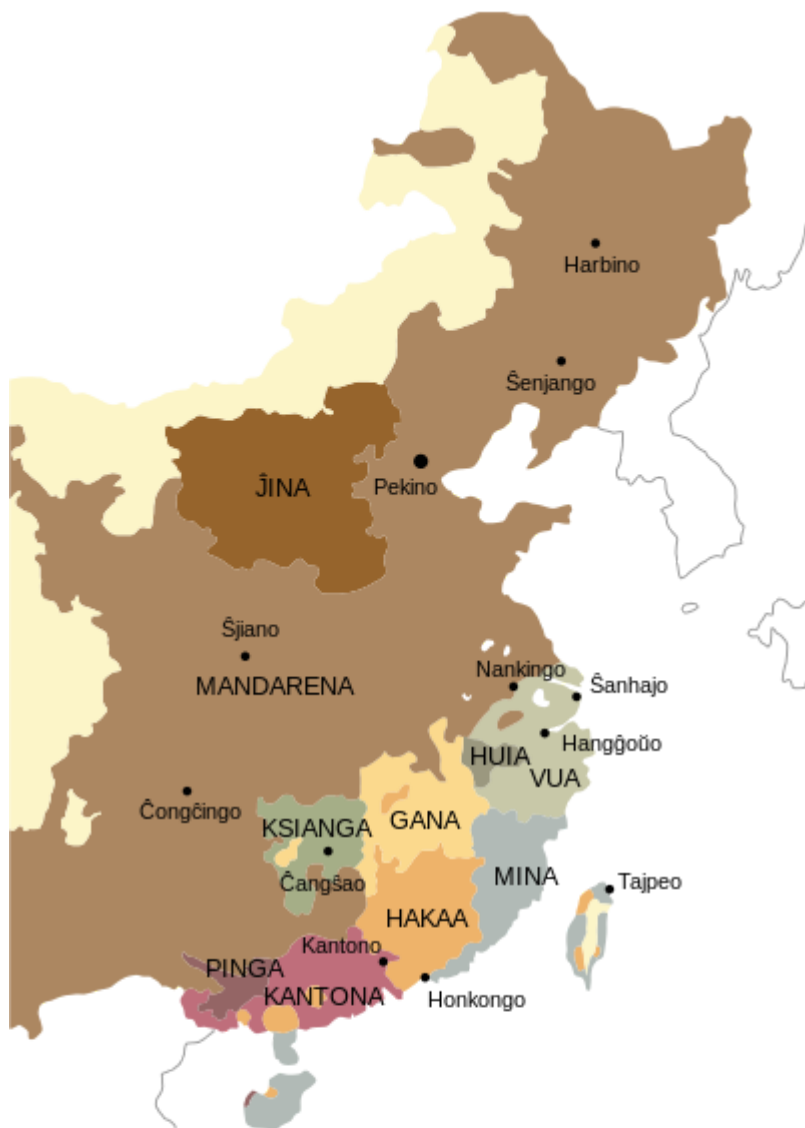 Harbino
Ŝenjango
ĴINA
Pekino
Ŝjiano
MANDARENA
Nankingo
Ŝanhajo
HUIA
Hangĝoŭo
VUA
Ĉongĉingo
KSIANGA
GANA
Ĉangŝao
MINA
Tajpeo
HAKAA
Kantono
PINGA
KANTONA
Honkongo